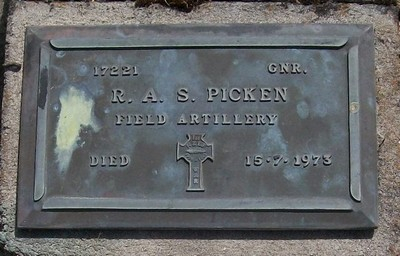 17221 GNR.
R. A. S. PICKEN
FIELD ARTILLERY
DIED 15-7-1973